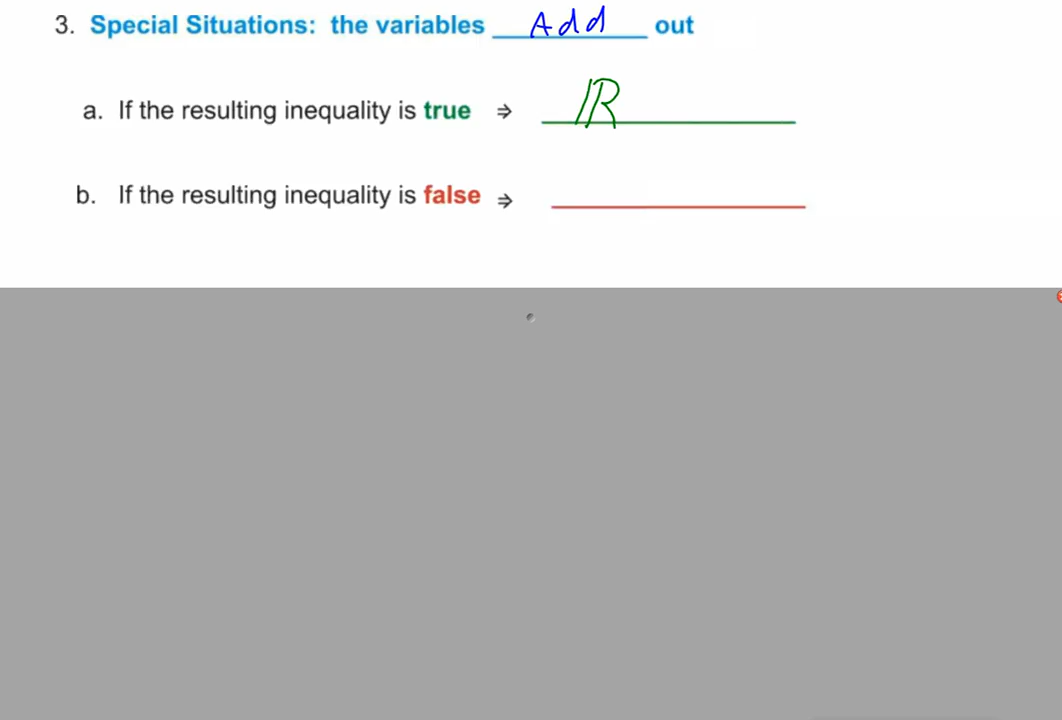 3. Special Situations: the variables Add out
a. If the resulting inequality is true ⇒ ℝ
b. If the resulting inequality is false ⇒